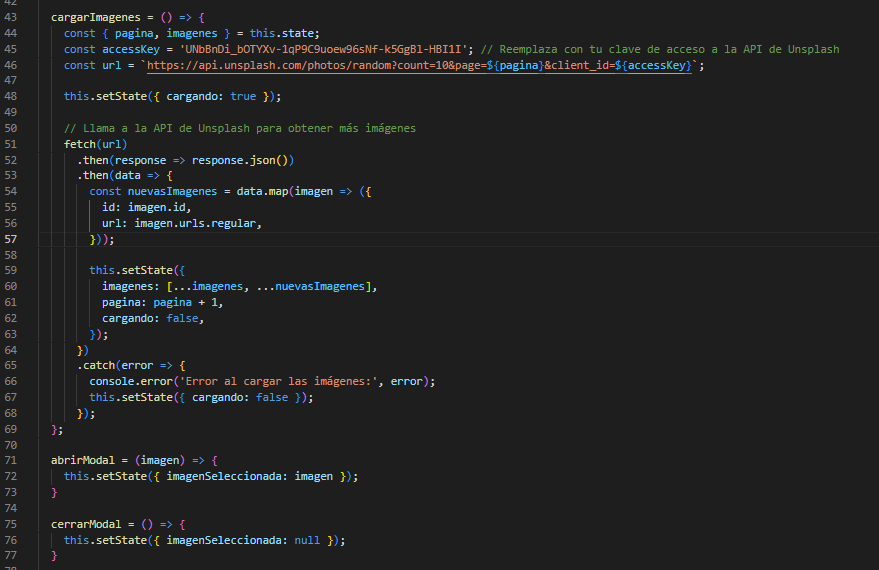 42
43 cargarImagenes = () => {
44 const { pagina, imagenes } = this.state;
45 const accessKey = 'UNbBnDi_bOTYXv-1qP9C9uoew96sNf-k5GgBl-HBI1I'; // Reemplaza con tu clave de acceso a la API de Unsplash
46 const url = `https://api.unsplash.com/photos/random?count=10&page=${pagina}&client_id=${accessKey}`;
47
48 this.setState({ cargando: true });
49
50 // Llama a la API de Unsplash para obtener más imágenes
51 fetch(url)
52 .then(response => response.json())
53 .then(data => {
54 const nuevasImagenes = data.map(imagen => ({
55 id: imagen.id,
56 url: imagen.urls.regular,
57 }));
58
59 this.setState({
60 imagenes: [...imagenes, ...nuevasImagenes],
61 pagina: pagina + 1,
62 cargando: false,
63 });
64 })
65 .catch(error => {
66 console.error('Error al cargar las imágenes:', error);
67 this.setState({ cargando: false });
68 });
69 };
70
71 abrirModal = (imagen) => {
72 this.setState({ imagenSeleccionada: imagen });
73 }
74
75 cerrarModal = () => {
76 this.setState({ imagenSeleccionada: null });
77 }
78